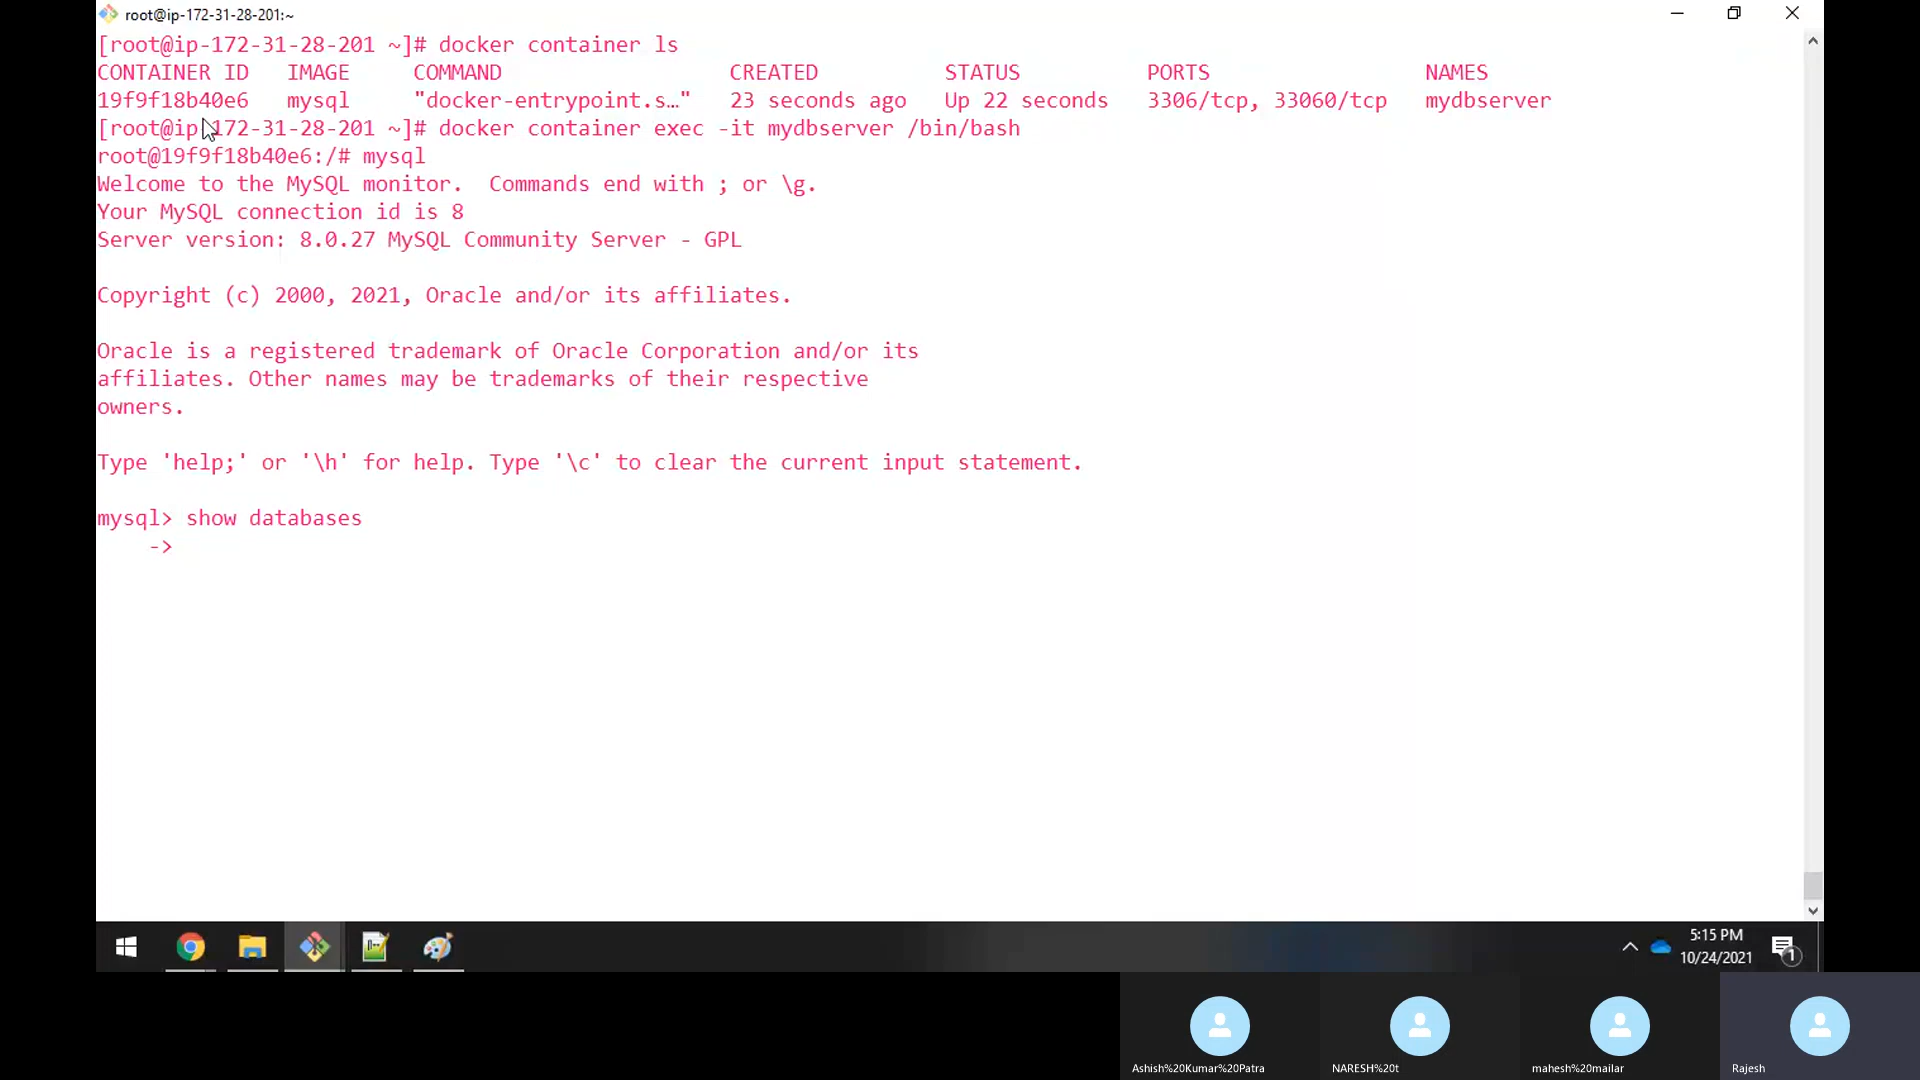 root@ip-172-31-28-201:~
[root@ip-172-31-28-201 ~]# docker container ls
CONTAINER ID   IMAGE     COMMAND                  CREATED          STATUS          PORTS                 NAMES
19f9f18b40e6   mysql     "docker-entrypoint.s…"   23 seconds ago   Up 22 seconds   3306/tcp, 33060/tcp   mydbserver
[root@ip-172-31-28-201 ~]# docker container exec -it mydbserver /bin/bash
root@19f9f18b40e6:/# mysql
Welcome to the MySQL monitor.  Commands end with ; or \g.
Your MySQL connection id is 8
Server version: 8.0.27 MySQL Community Server - GPL
Copyright (c) 2000, 2021, Oracle and/or its affiliates.
Oracle is a registered trademark of Oracle Corporation and/or its
affiliates. Other names may be trademarks of their respective
owners.
Type 'help;' or '\h' for help. Type '\c' to clear the current input statement.
mysql> show databases
    ->
5:15 PM
10/24/2021
1
Ashish%20Kumar%20Patra
NARESH%20t
mahesh%20mailar
Rajesh